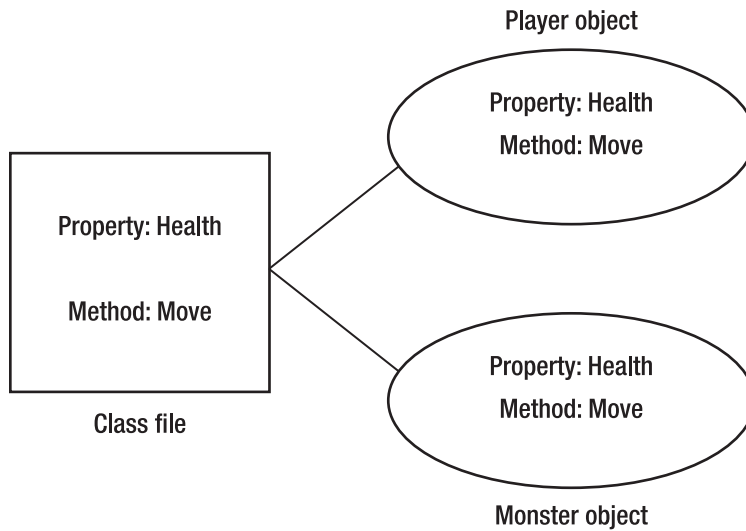 Player object
Property: Health
Method: Move
Property: Health
Method: Move
Class file
Property: Health
Method: Move
Monster object